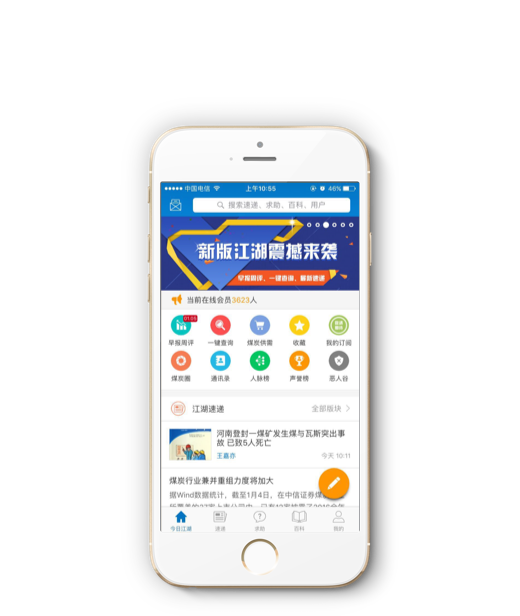 中国电信
上午10:55
46%
搜索速递、求助、百科、用户
新版江湖震撼来袭
早报周评、一键查询、最新速递
当前在线会员3623人
01.05
早报周评 一键查询 煤炭供需 收藏 我的订阅
煤炭圈 通讯录 人脉榜 声誉榜 恶人谷
江湖速递 全部版块
河南登封一煤矿发生煤与瓦斯突出事
故 已致5人死亡
王鑫亦 今天 10:11
煤炭行业兼并重组力度将加大
据Wind数据统计，截至1月4日，在中信证券煤
今日江湖 速递 求助 百科 我的